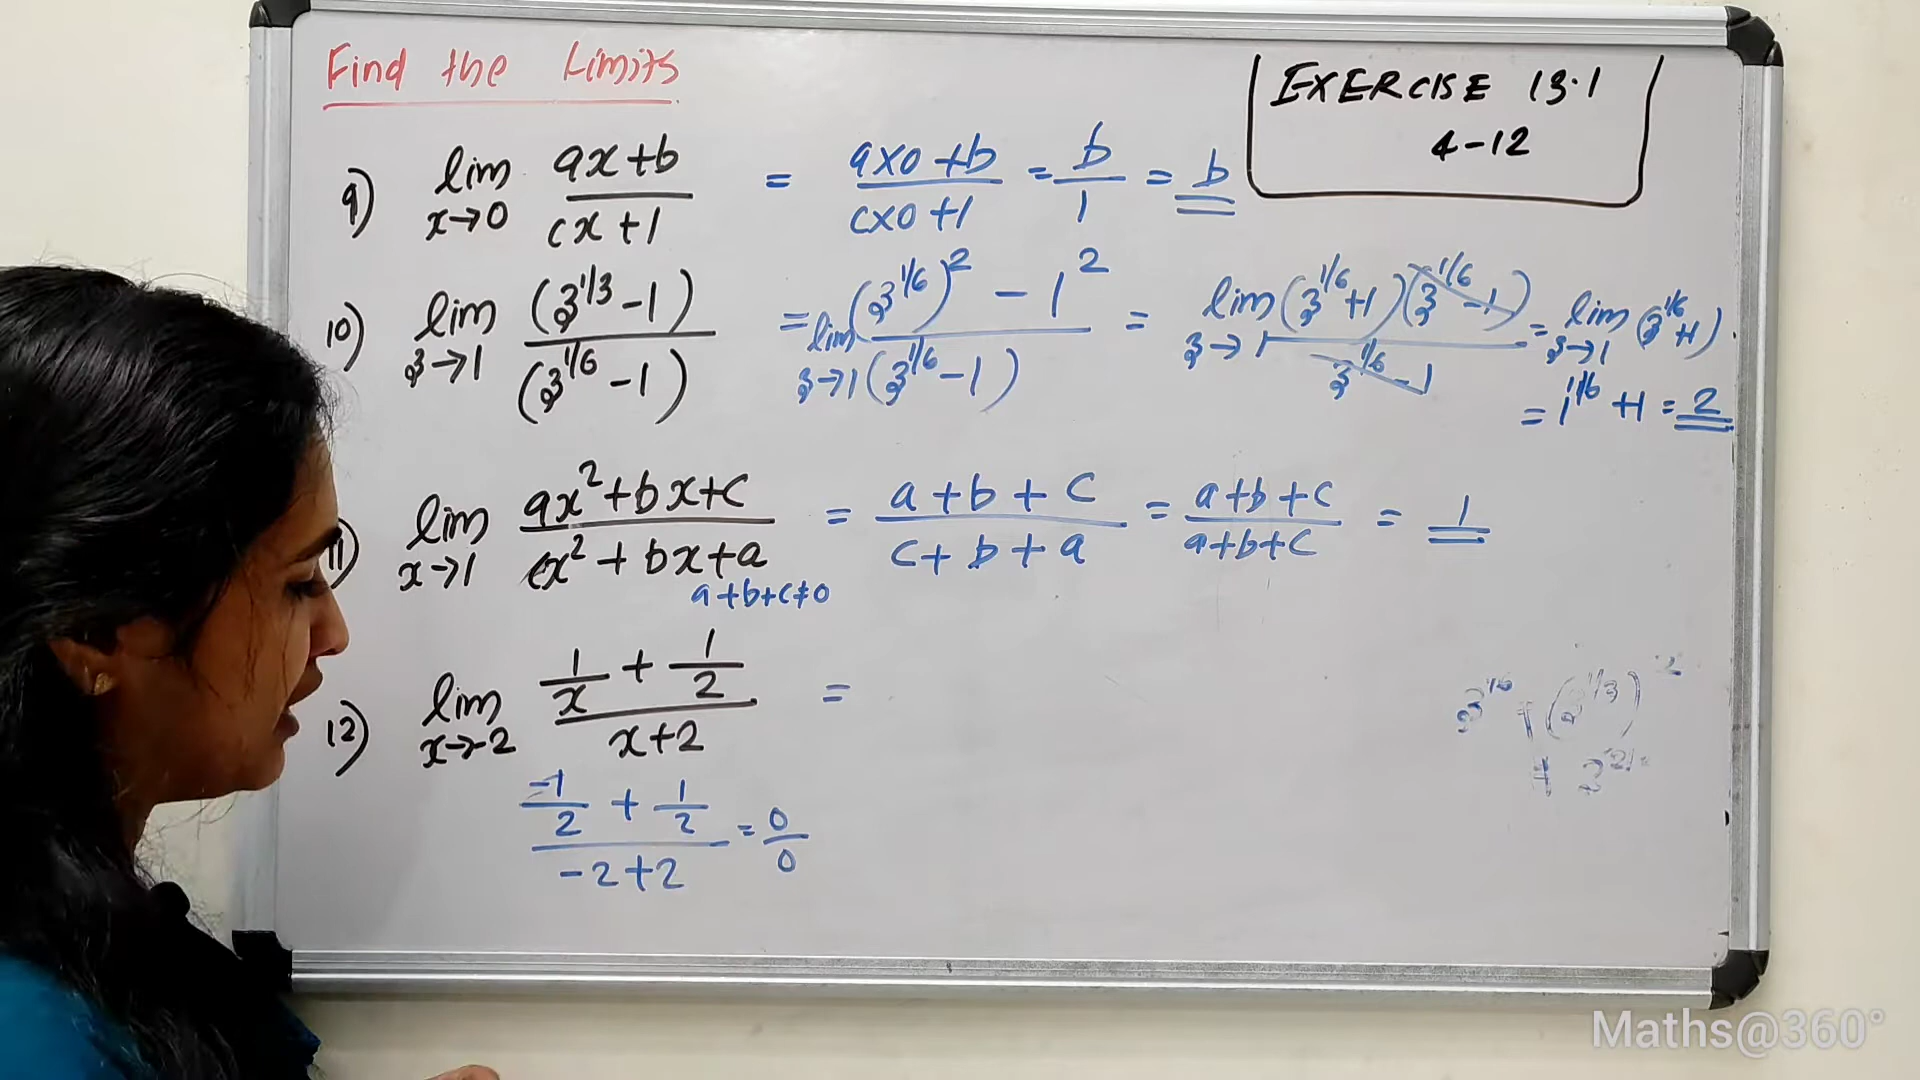 Find the Limits
EXERCISE 13.1
4-12
9) lim x→0 (ax+b)/(cx+1) = (a×0+b)/(c×0+1) = b/1 = b
10) lim z→1 (z^1/3 -1)/(z^1/6 -1) = lim z→1 ((z^1/6)^2 - 1^2)/(z^1/6 -1) = lim z→1 (z^1/6 +1)(z^1/6 -1)/(z^1/6 -1) = lim z→1 (z^1/6 +1)
= 1^1/6 +1 = 2
11) lim x→1 (ax²+bx+c)/(cx²+bx+a) = (a+b+c)/(c+b+a) = (a+b+c)/(a+b+c) = 1
a+b+c≠0
12) lim x→-2 (1/x + 1/2)/(x+2) =
(-1/2 + 1/2)/(-2+2) = 0/0
Maths@360°